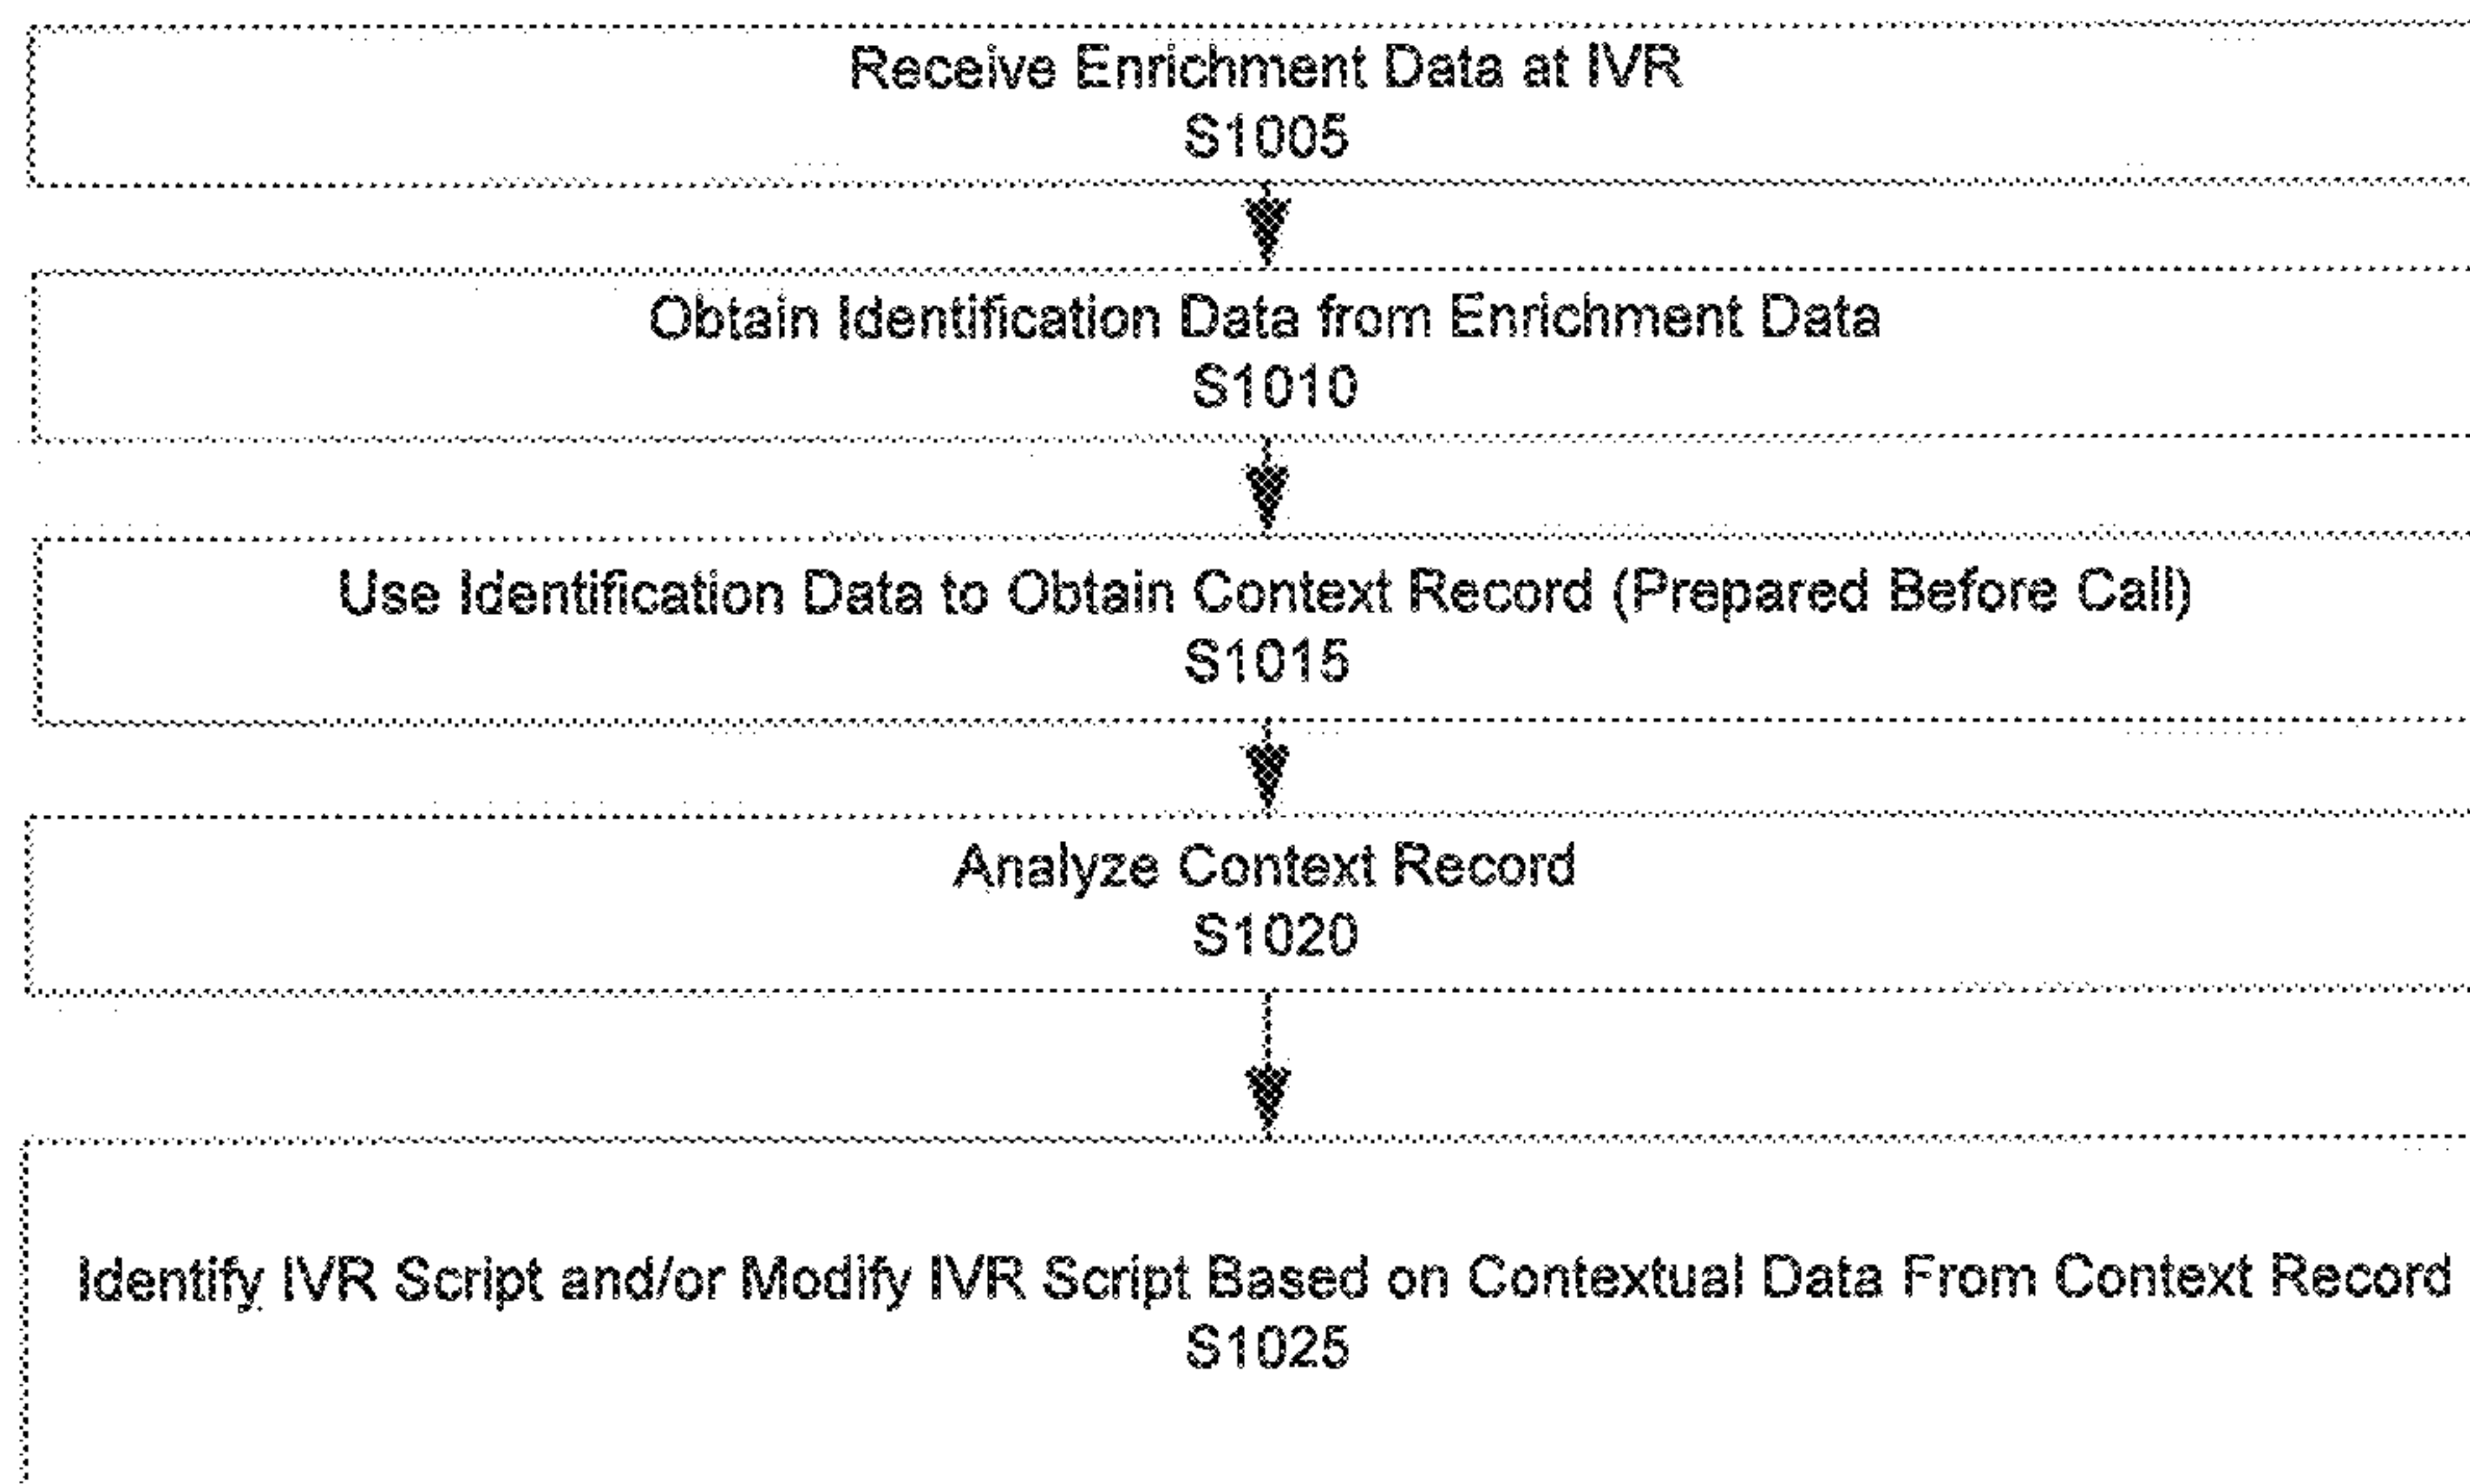 Receive Enrichment Data at IVR
S1005
Obtain Identification Data from Enrichment Data
S1010
Use Identification Data to Obtain Context Record (Prepared Before Call)
S1015
Analyze Context Record
S1020
Identify IVR Script and/or Modify IVR Script Based on Contextual Data From Context Record
S1025